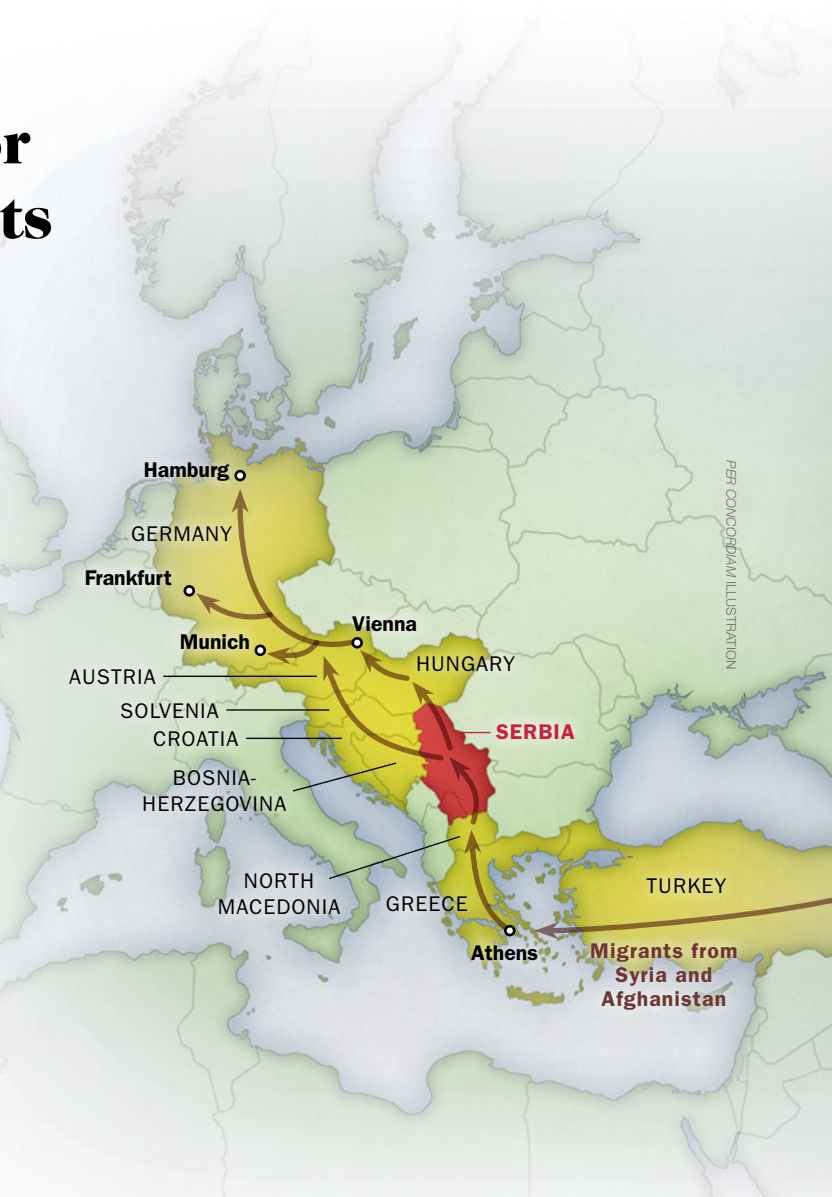 or
ts
Hamburg
GERMANY
Frankfurt
Vienna
Munich
HUNGARY
AUSTRIA
SOLVENIA
SERBIA
CROATIA
BOSNIA-
HERZEGOVINA
NORTH
MACEDONIA
GREECE
TURKEY
Athens
Migrants from
Syria and
Afghanistan
PER CONCORDIAM ILLUSTRATION